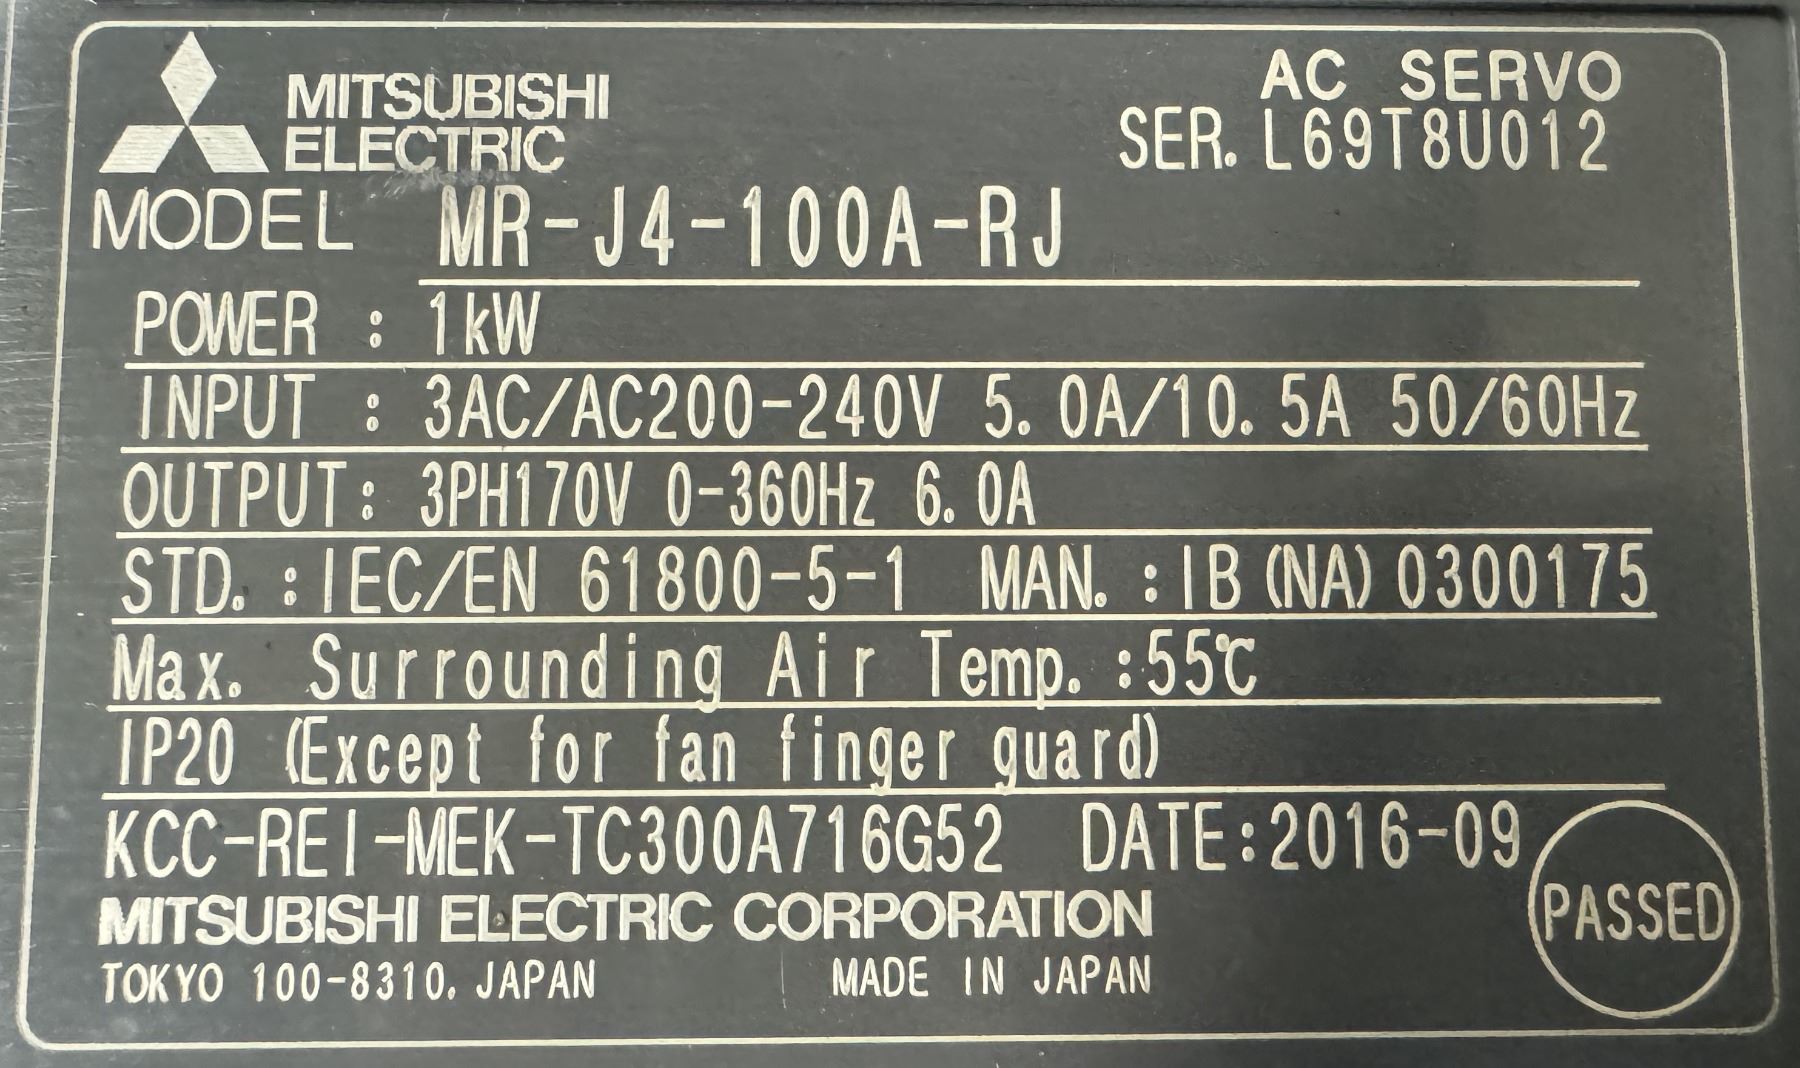 MITSUBISHI
ELECTRIC
AC SERVO
SER. L69T8U012
MODEL MR-J4-100A-RJ
POWER : 1kW
INPUT : 3AC/AC200-240V 5.0A/10.5A 50/60Hz
OUTPUT: 3PH170V 0-360Hz 6.0A
STD. :IEC/EN 61800-5-1 MAN. :IB(NA)0300175
Max. Surrounding Air Temp. :55℃
IP20 (Except for fan finger guard)
KCC-REI-MEK-TC300A716G52 DATE:2016-09
PASSED
MITSUBISHI ELECTRIC CORPORATION
TOKYO 100-8310, JAPAN MADE IN JAPAN